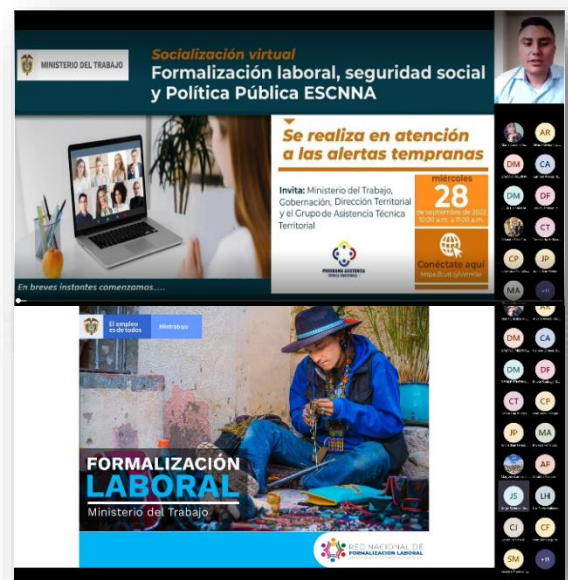 MINISTERIO DEL TRABAJO
Socialización virtual
Formalización laboral, seguridad social
y Política Pública ESCNNA
Se realiza en atención
a las alertas tempranas
Invita: Ministerio del Trabajo,
Gobernación, Dirección Territorial
y el Grupo de Asistencia Técnica
Territorial
miércoles
28
de septiembre de 2022
10:00 a.m. a 11:00 a.m.
Conéctate aquí
PROGRAMA ASISTENCIA
En breves instantes comenzamos.....
AR
DM CA
DM DF
CT
CP JP
MA +11
El empleo
es de todos
Mintrabajo
FORMALIZACIÓN
LABORAL
Ministerio del Trabajo
RED NACIONAL DE
FORMALIZACIÓN LABORAL
DM CA
DM DF
CT CP
JP MA
AF
JS LH
CJ CF
SM